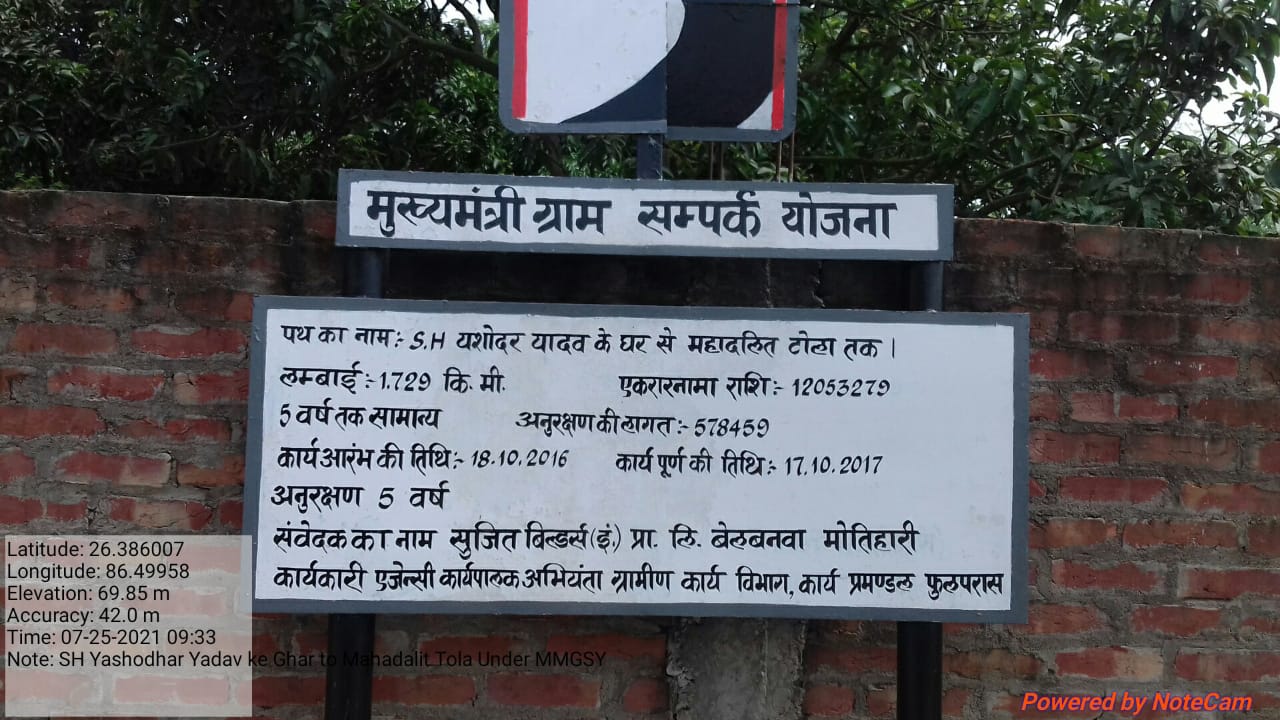 मुख्यमंत्री ग्राम सम्पर्क योजना
पथ का नाम :- S.H यशोदर यादव के घर से महादलित टोला तक ।
लम्बाई :- 1.729 कि. मी. एकरारनामा राशि :- 12053279
5 वर्ष तक सामान्य अनुरक्षण की लागत :- 578459
कार्य आरंभ की तिथि :- 18.10.2016 कार्य पूर्ण की तिथि :- 17.10.2017
अनुरक्षण 5 वर्ष
संवेदक का नाम सुजित बिल्डर्स (इं.) प्रा. लि. बेलबनवा मोतिहारी
कार्यकारी एजेन्सी कार्यपालक अभियंता ग्रामीण कार्य विभाग, कार्य प्रमण्डल फुलपरास
Latitude: 26.386007
Longitude: 86.49958
Elevation: 69.85 m
Accuracy: 42.0 m
Time: 07-25-2021 09:33
Note: SH Yashodhar Yadav ke Ghar to Mahadalit Tola Under MMGSY
Powered by NoteCam